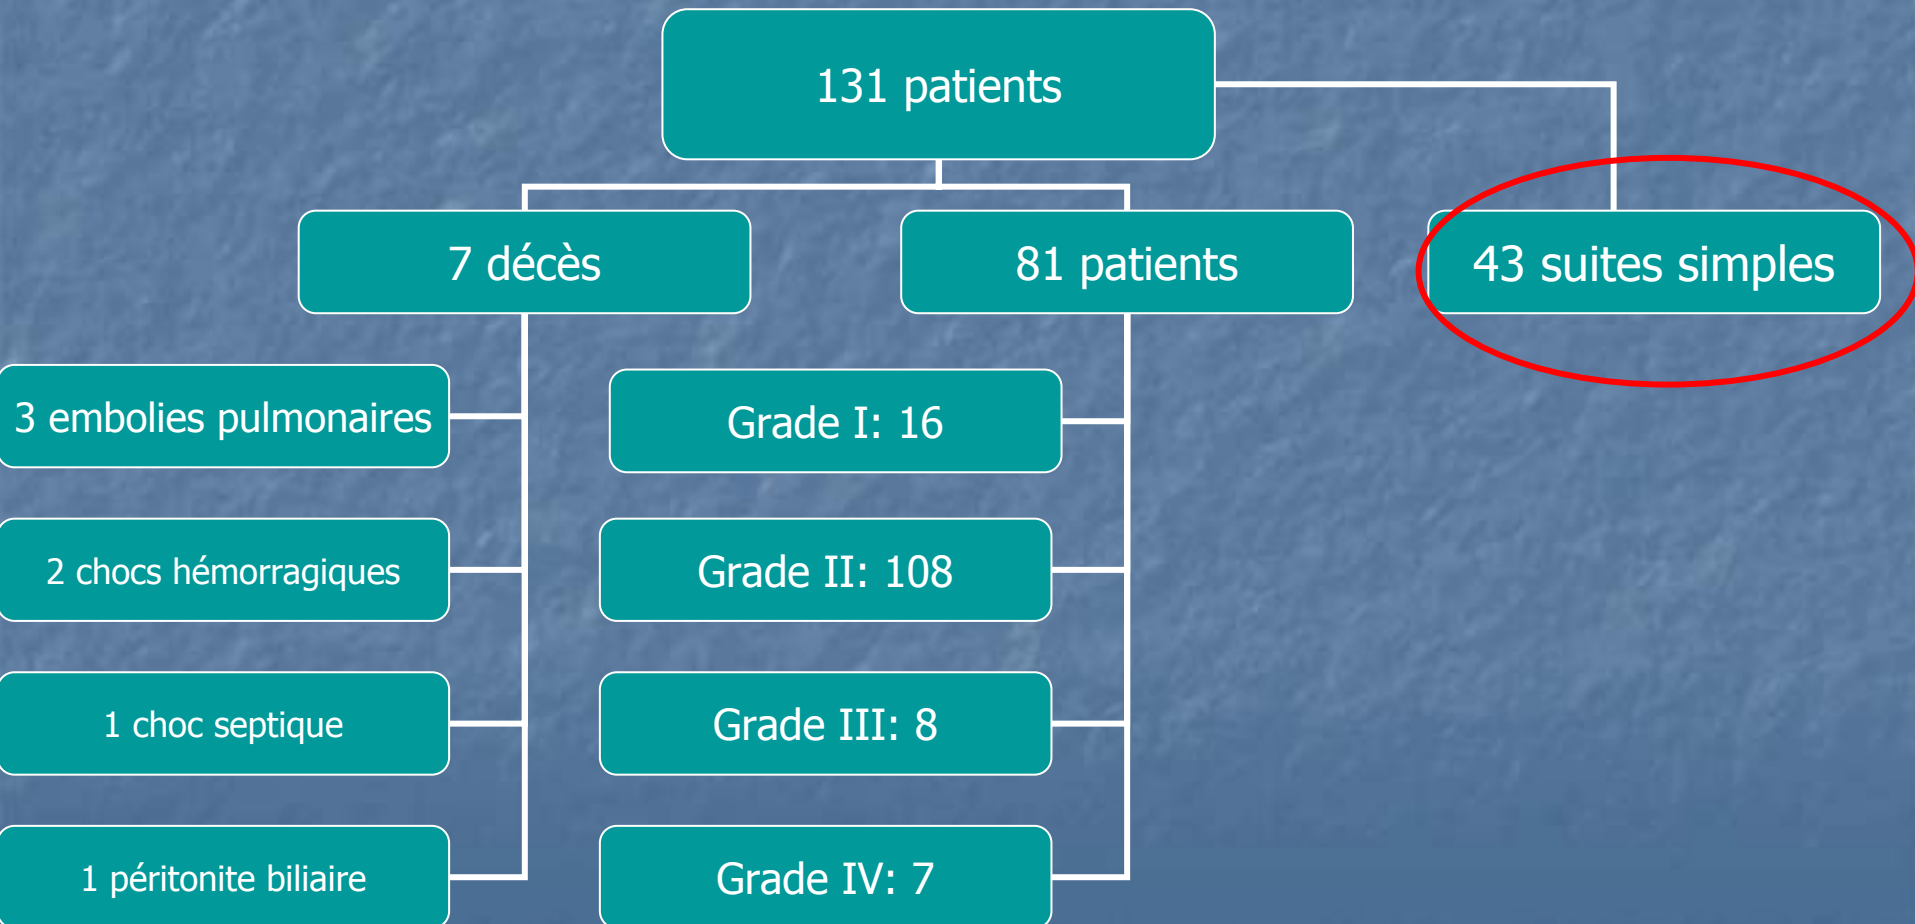 131 patients
7 décès
81 patients
43 suites simples
3 embolies pulmonaires
Grade I: 16
2 chocs hémorragiques
Grade II: 108
1 choc septique
Grade III: 8
1 péritonite biliaire
Grade IV: 7